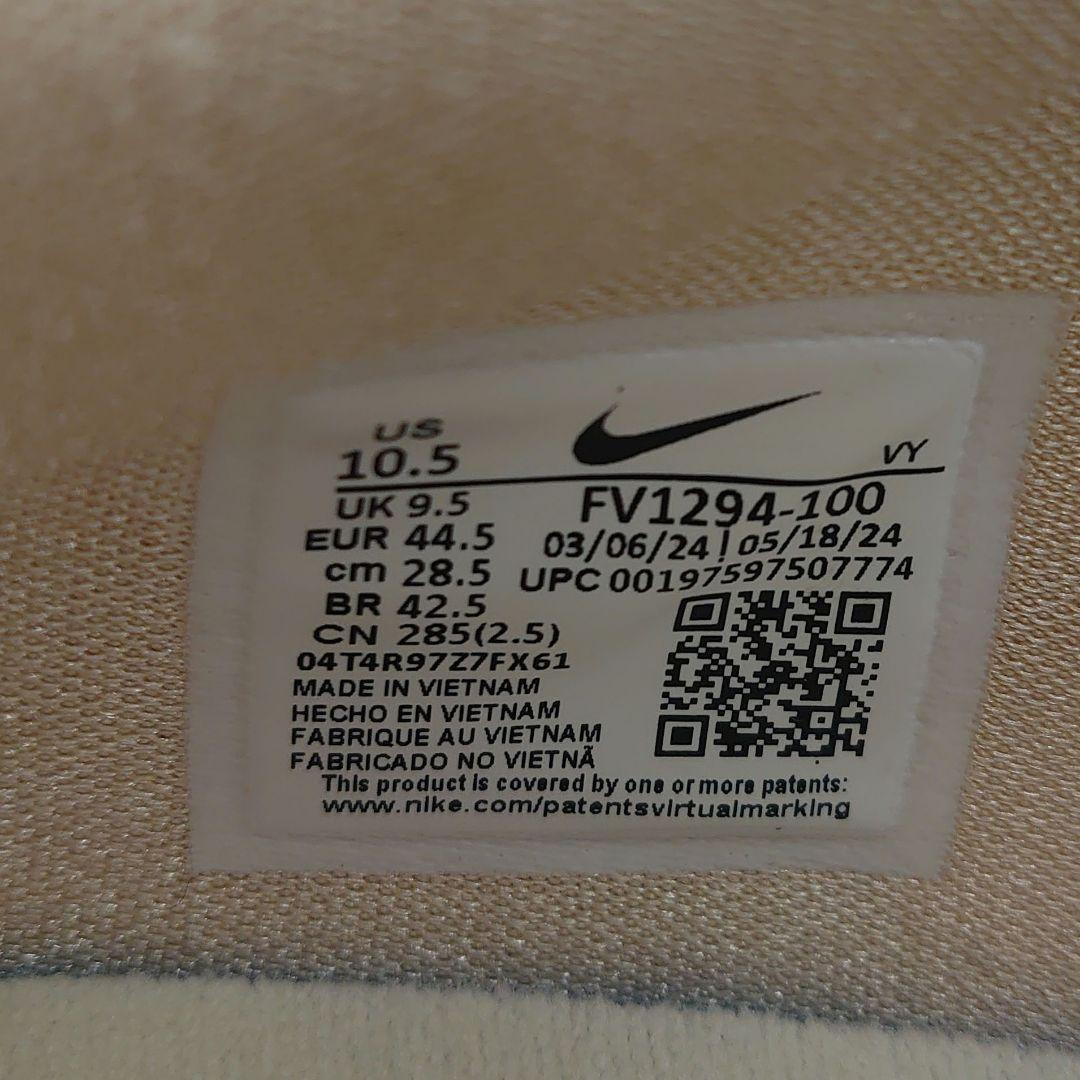 US
10.5
VY
UK 9.5
FV1294-100
EUR 44.5
03/06/24 | 05/18/24
cm 28.5
UPC 00197597507774
BR 42.5
CN 285(2.5)
04T4R97Z7FX61
MADE IN VIETNAM
HECHO EN VIETNAM
FABRIQUE AU VIETNAM
FABRICADO NO VIETNÃ
This product is covered by one or more patents:
www.nike.com/patentsvirtualmarking